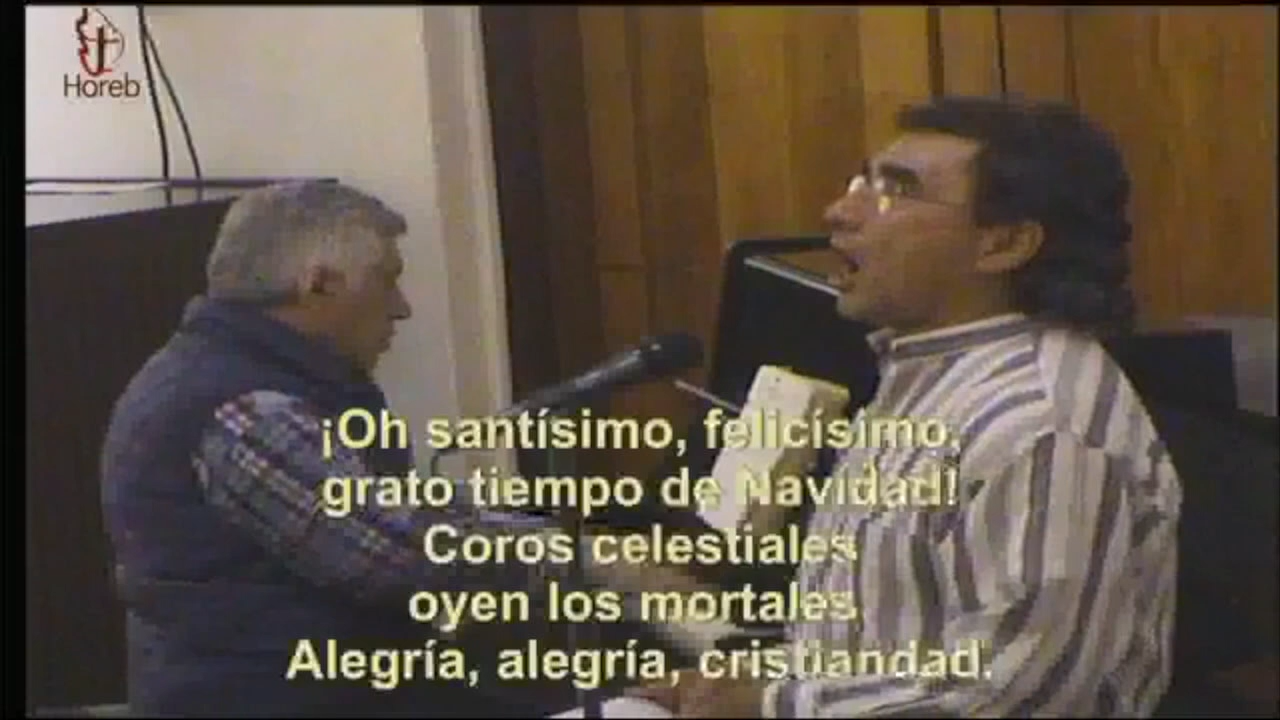 Horeb
¡Oh santísimo, felicísimo,
grato tiempo de Navidad!
Coros celestiales
oyen los mortales
Alegría, alegría, cristiandad.